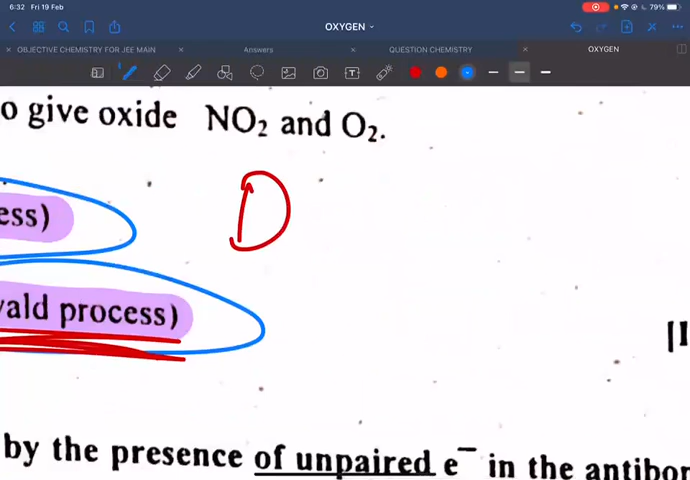 6:32 Fri 19 Feb
79%
OXYGEN
OBJECTIVE CHEMISTRY FOR JEE MAIN
Answers
QUESTION CHEMISTRY
OXYGEN
o give oxide NO₂ and O₂.
ess)
D
vald process)
[I
by the presence of unpaired e⁻ in the antibor